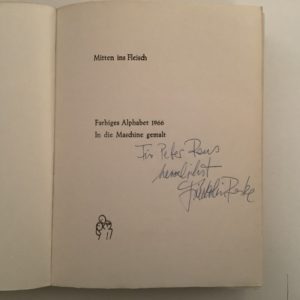 Mitten ins Fleisch
Farbiges Alphabet 1966
In die Maschine gemalt
Für Peter
herzlichst